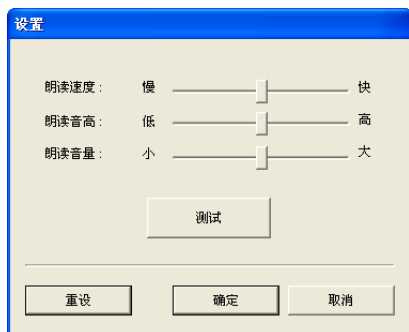 设置
朗读速度： 慢 快
朗读音高： 低 高
朗读音量： 小 大
测试
重设 确定 取消